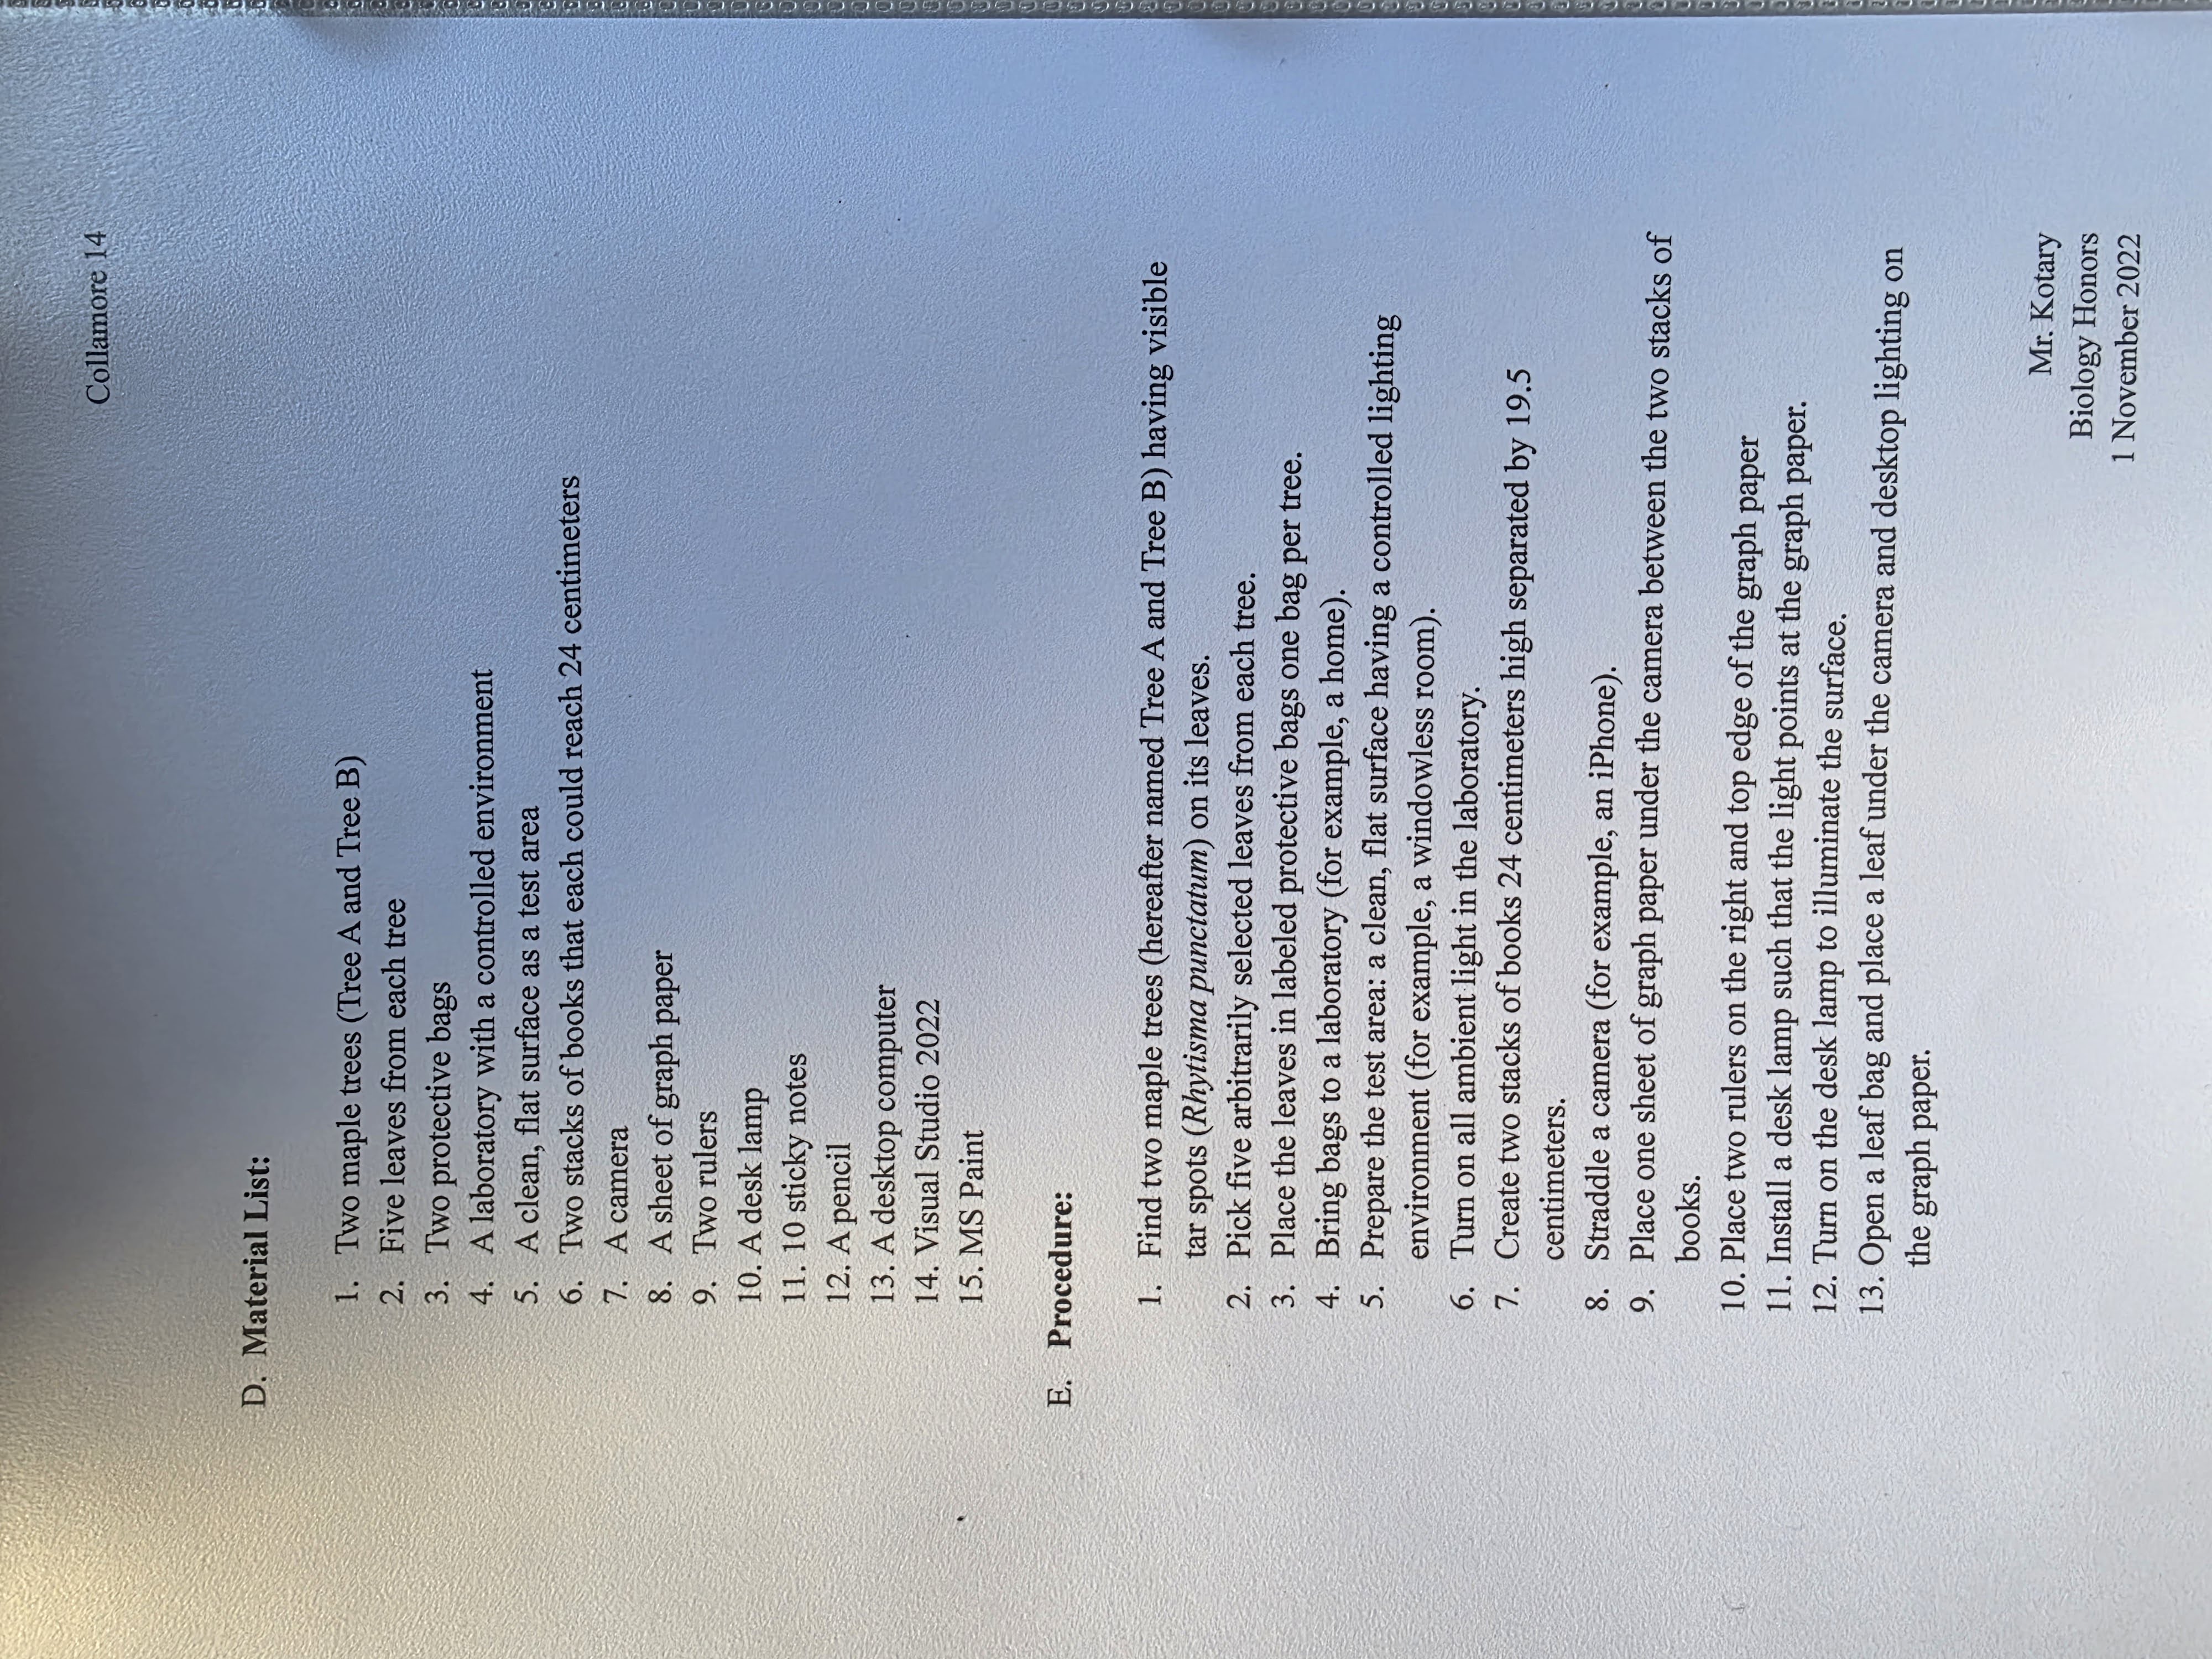 Collamore 14
D. Material List:
1. Two maple trees (Tree A and Tree B)
2. Five leaves from each tree
3. Two protective bags
4. A laboratory with a controlled environment
5. A clean, flat surface as a test area
6. Two stacks of books that each could reach 24 centimeters
7. A camera
8. A sheet of graph paper
9. Two rulers
10. A desk lamp
11. 10 sticky notes
12. A pencil
13. A desktop computer
14. Visual Studio 2022
15. MS Paint
E. Procedure:
1. Find two maple trees (hereafter named Tree A and Tree B) having visible
tar spots (Rhytisma punctatum) on its leaves.
2. Pick five arbitrarily selected leaves from each tree.
3. Place the leaves in labeled protective bags one bag per tree.
4. Bring bags to a laboratory (for example, a home).
5. Prepare the test area: a clean, flat surface having a controlled lighting
environment (for example, a windowless room).
6. Turn on all ambient light in the laboratory.
7. Create two stacks of books 24 centimeters high separated by 19.5
centimeters.
8. Straddle a camera (for example, an iPhone).
9. Place one sheet of graph paper under the camera between the two stacks of
books.
10. Place two rulers on the right and top edge of the graph paper
11. Install a desk lamp such that the light points at the graph paper.
12. Turn on the desk lamp to illuminate the surface.
13. Open a leaf bag and place a leaf under the camera and desktop lighting on
the graph paper.
Mr. Kotary
Biology Honors
1 November 2022